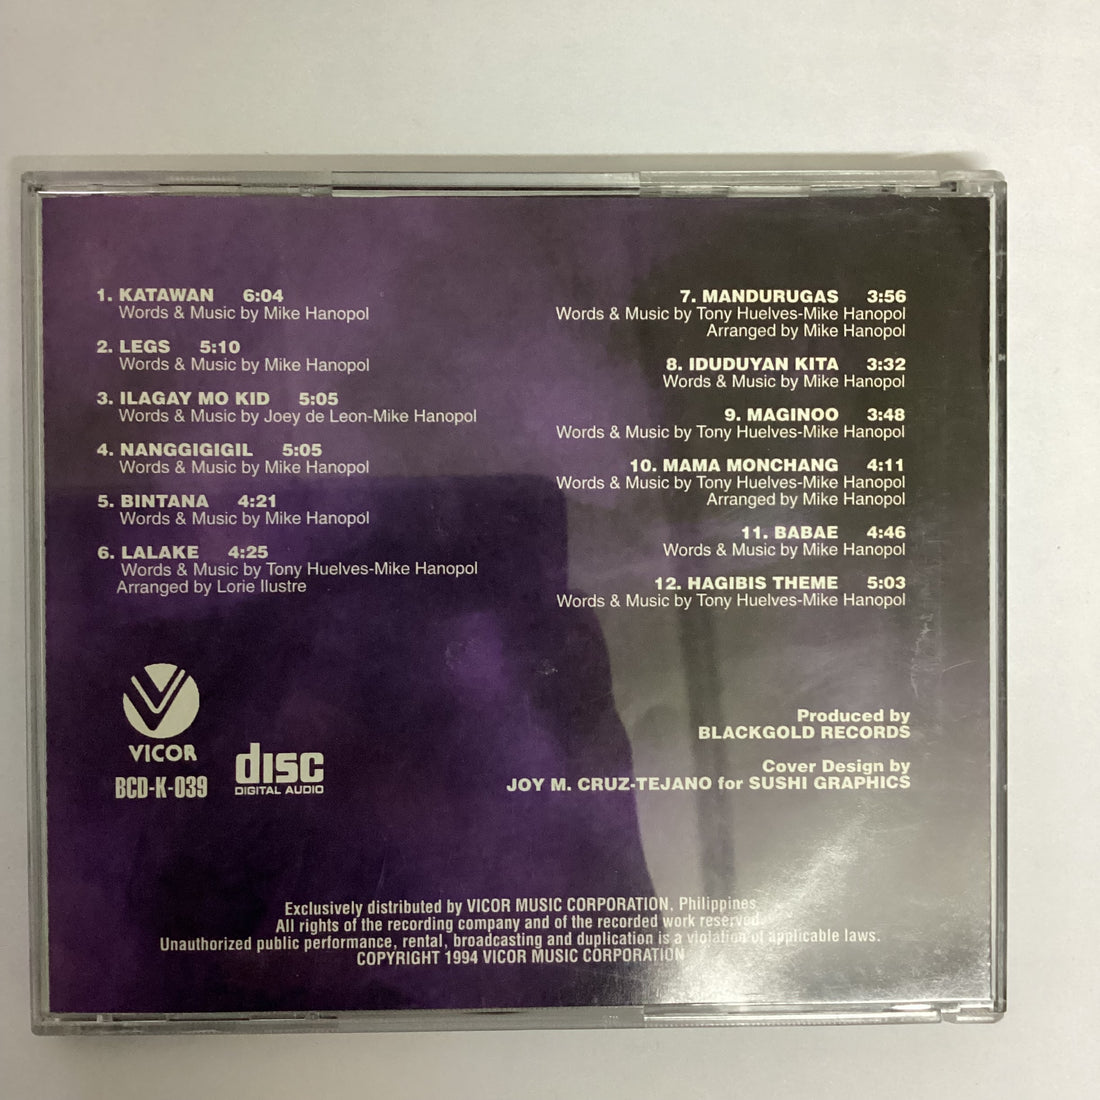 1. KATAWAN 6:04
Words & Music by Mike Hanopol
2. LEGS 5:10
Words & Music by Mike Hanopol
3. ILAGAY MO KID 5:05
Words & Music by Joey de Leon-Mike Hanopol
4. NANGGIGIGIL 5:05
Words & Music by Mike Hanopol
5. BINTANA 4:21
Words & Music by Mike Hanopol
6. LALAKE 4:25
Words & Music by Tony Huelves-Mike Hanopol
Arranged by Lorie Ilustre
7. MANDURUGAS 3:56
Words & Music by Tony Huelves-Mike Hanopol
Arranged by Mike Hanopol
8. IDUDUYAN KITA 3:32
Words & Music by Mike Hanopol
9. MAGINOO 3:48
Words & Music by Tony Huelves-Mike Hanopol
10. MAMA MONCHANG 4:11
Words & Music by Tony Huelves-Mike Hanopol
Arranged by Mike Hanopol
11. BABAE 4:46
Words & Music by Mike Hanopol
12. HAGIBIS THEME 5:03
Words & Music by Tony Huelves-Mike Hanopol
VICOR
BCD-K-039
disc
DIGITAL AUDIO
Produced by
BLACKGOLD RECORDS
Cover Design by
JOY M. CRUZ-TEJANO for SUSHI GRAPHICS
Exclusively distributed by VICOR MUSIC CORPORATION, Philippines.
All rights of the recording company and of the recorded work reserved.
Unauthorized public performance, rental, broadcasting and duplication is a violation of applicable laws.
COPYRIGHT 1994 VICOR MUSIC CORPORATION